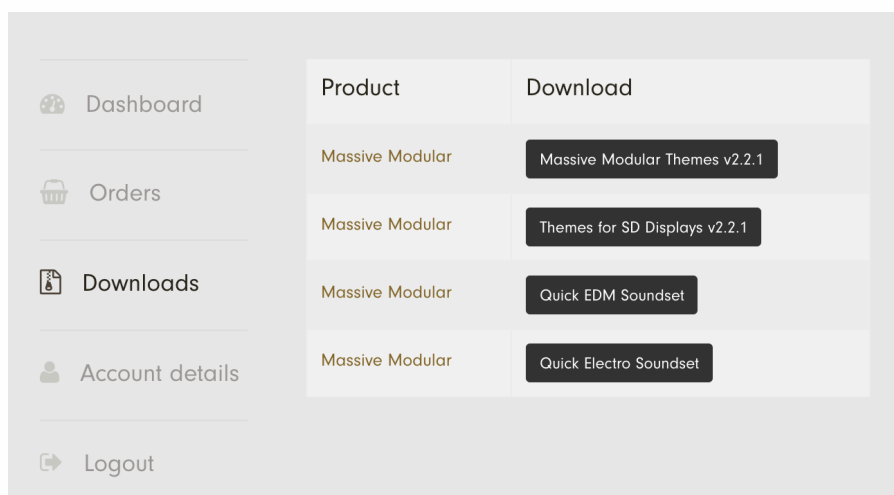 Dashboard
Orders
Downloads
Account details
Logout
Product Download
Massive Modular Massive Modular Themes v2.2.1
Massive Modular Themes for SD Displays v2.2.1
Massive Modular Quick EDM Soundset
Massive Modular Quick Electro Soundset